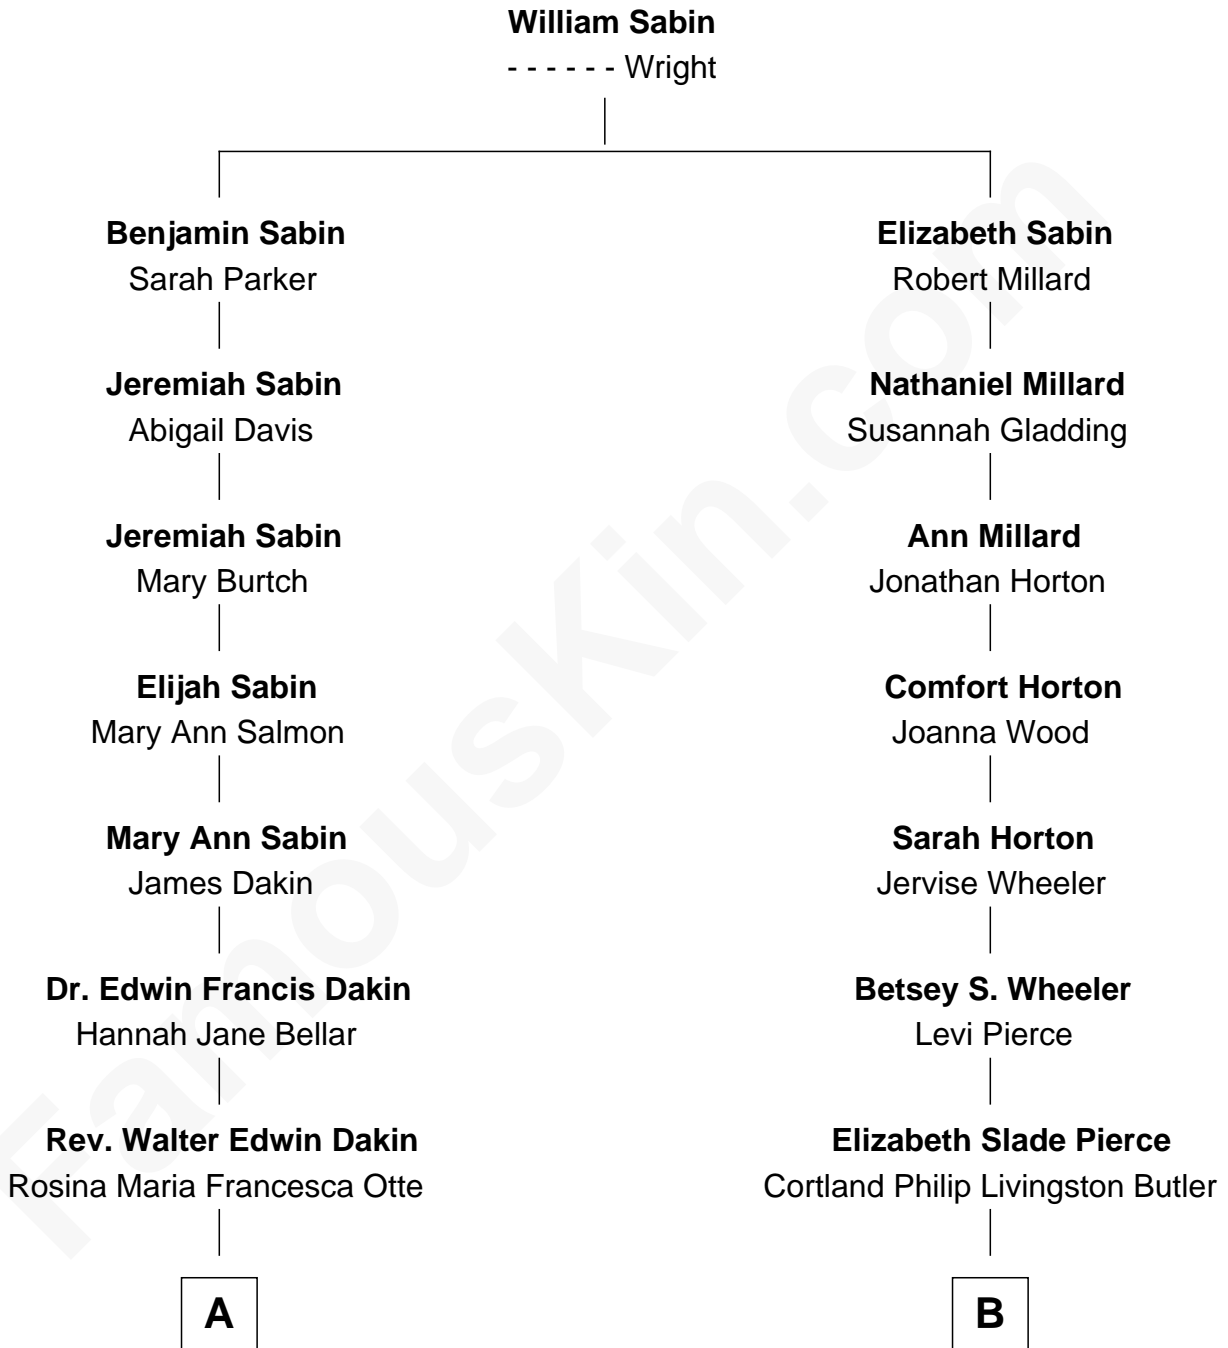 William Sabin
- - - - - - Wright
Benjamin Sabin
Sarah Parker
Elizabeth Sabin
Robert Millard
Jeremiah Sabin
Abigail Davis
Nathaniel Millard
Susannah Gladding
Jeremiah Sabin
Mary Burtch
Ann Millard
Jonathan Horton
Elijah Sabin
Mary Ann Salmon
Comfort Horton
Joanna Wood
Mary Ann Sabin
James Dakin
Sarah Horton
Jervise Wheeler
Dr. Edwin Francis Dakin
Hannah Jane Bellar
Betsey S. Wheeler
Levi Pierce
Rev. Walter Edwin Dakin
Rosina Maria Francesca Otte
Elizabeth Slade Pierce
Cortland Philip Livingston Butler
A
B
FamousKin.com